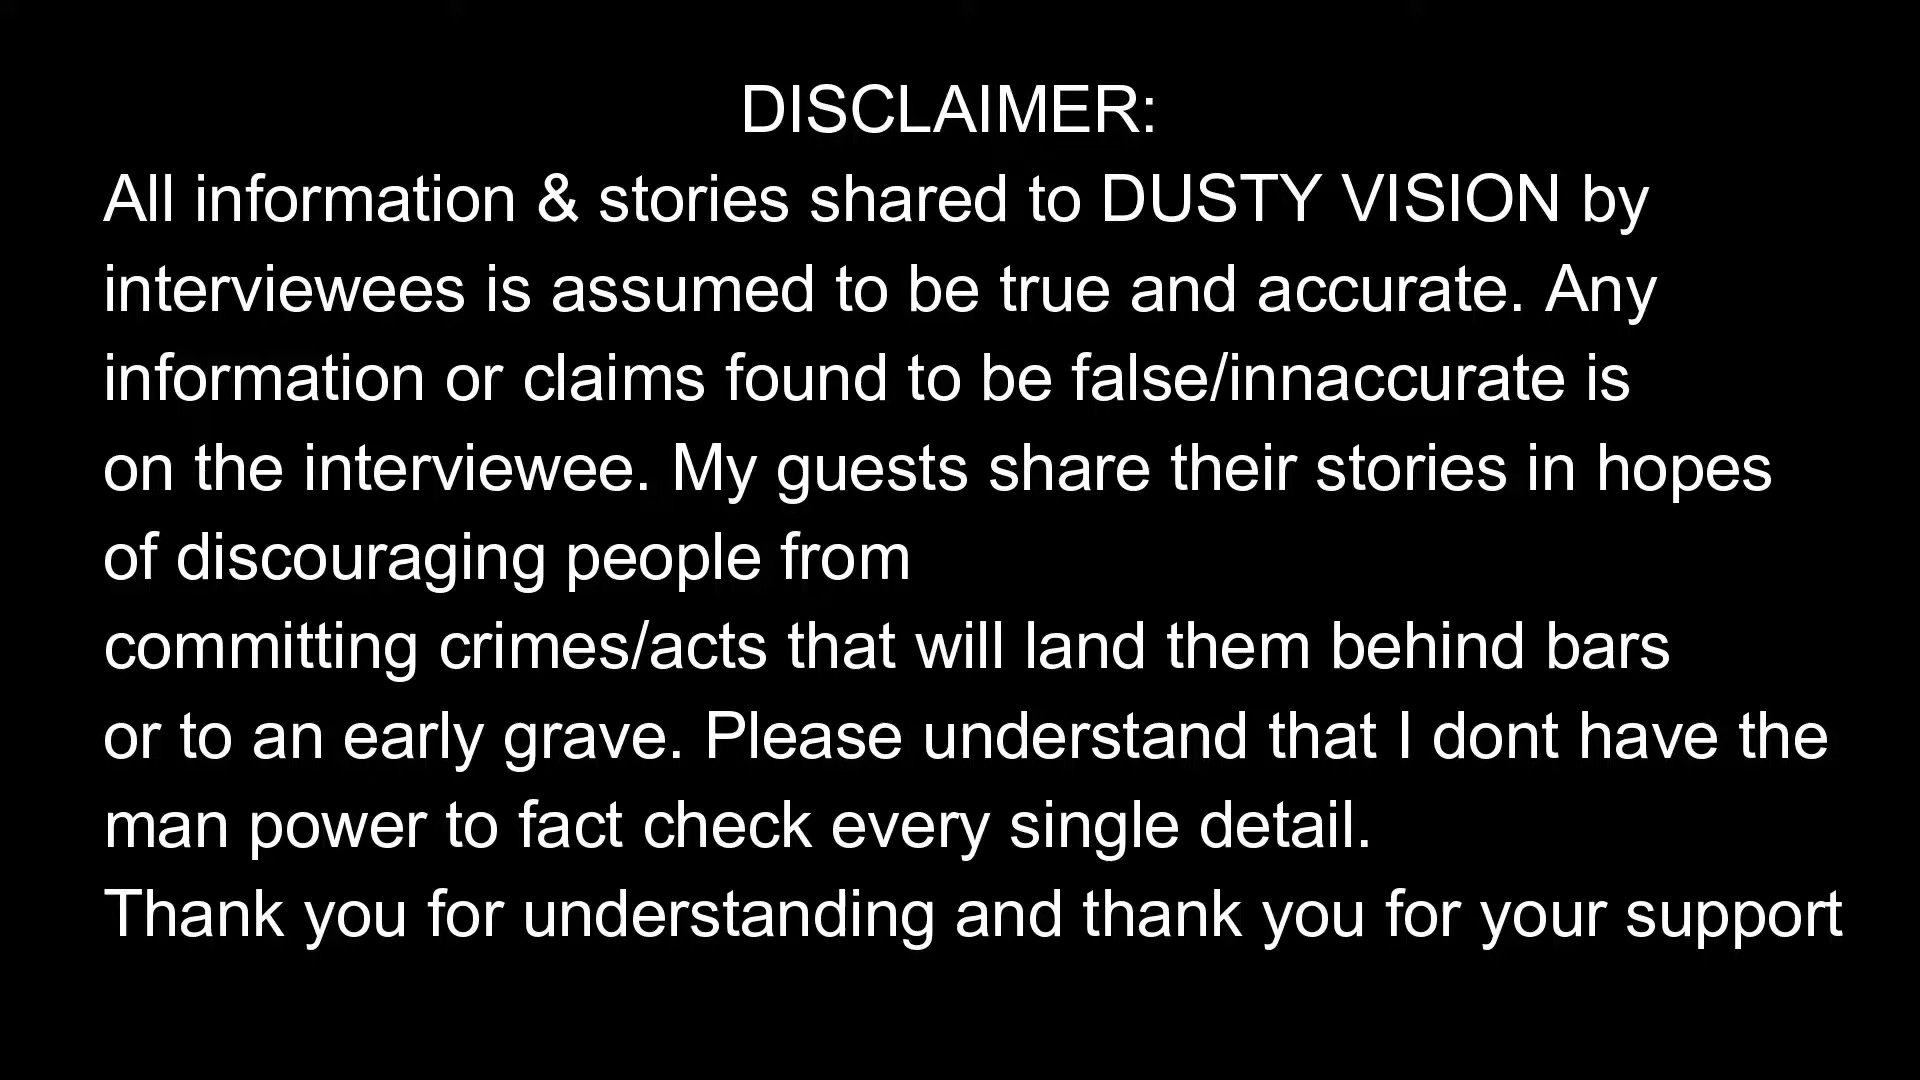 DISCLAIMER:
All information & stories shared to DUSTY VISION by
interviewees is assumed to be true and accurate. Any
information or claims found to be false/innaccurate is
on the interviewee. My guests share their stories in hopes
of discouraging people from
committing crimes/acts that will land them behind bars
or to an early grave. Please understand that I dont have the
man power to fact check every single detail.
Thank you for understanding and thank you for your support